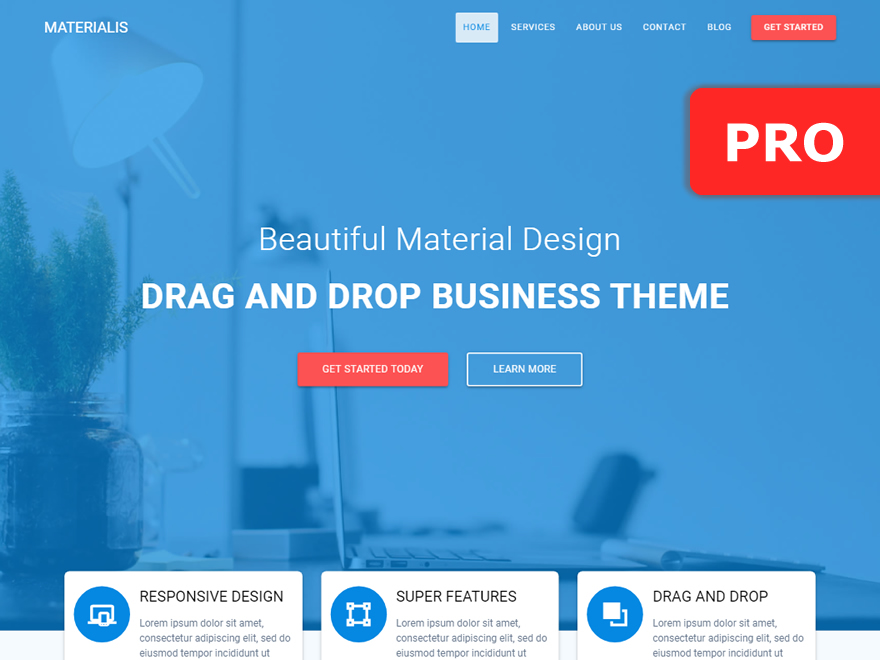 MATERIALIS
HOME SERVICES ABOUT US CONTACT BLOG GET STARTED
PRO
Beautiful Material Design
DRAG AND DROP BUSINESS THEME
GET STARTED TODAY LEARN MORE
RESPONSIVE DESIGN
Lorem ipsum dolor sit amet,
consectetur adipiscing elit, sed do
eiusmod tempor incididunt ut
SUPER FEATURES
Lorem ipsum dolor sit amet,
consectetur adipiscing elit, sed do
eiusmod tempor incididunt ut
DRAG AND DROP
Lorem ipsum dolor sit amet,
consectetur adipiscing elit, sed do
eiusmod tempor incididunt ut